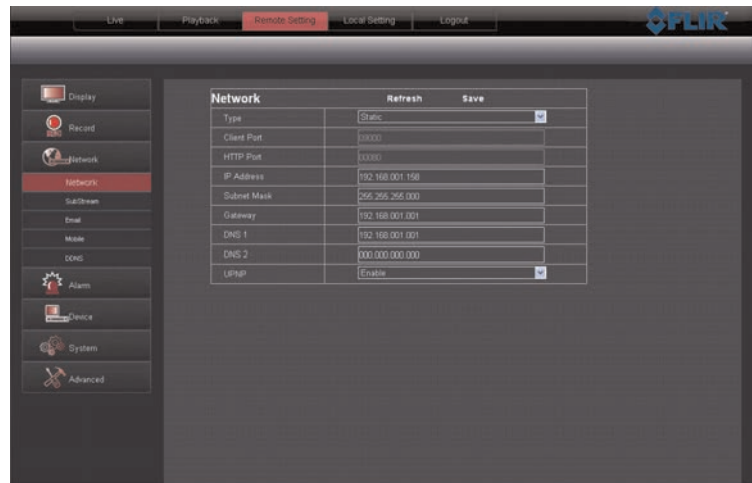 Live Playback Remote Setting Local Setting Logout
FLIR
Display
Record
Network
Network
SubStream
Email
Mobile
DDNS
Alarm
Device
System
Advanced
Network Refresh Save
Type Static
Client Port
HTTP Port 00080
IP Address 192.168.001.158
Subnet Mask 255.255.255.000
Gateway 192.168.001.001
DNS 1 192.168.001.001
DNS 2 000.000.000.000
UPNP Enable